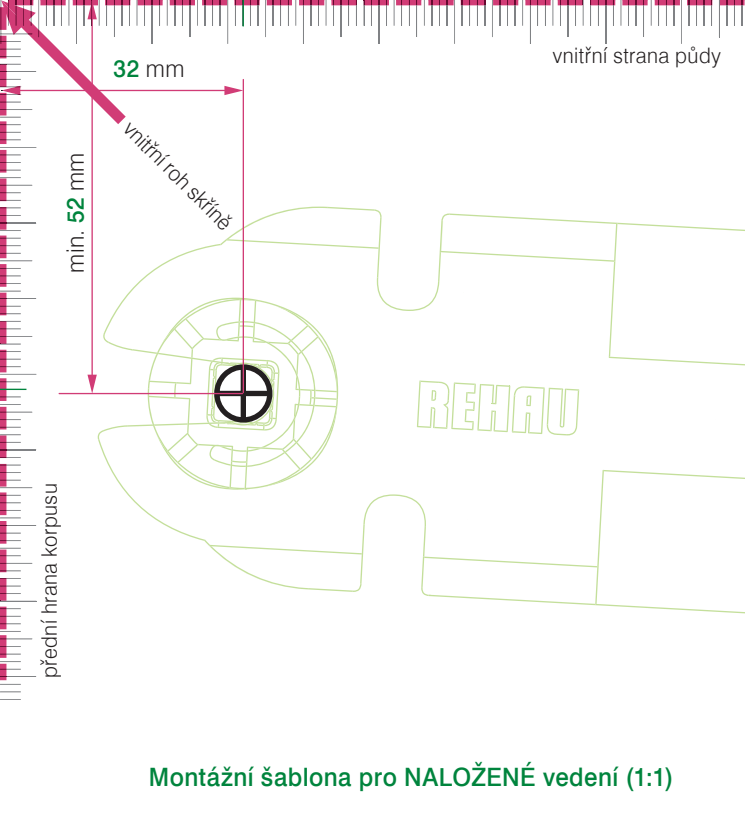 vnitřní strana půdy
32 mm
vnitřní roh skříně
min. 52 mm
REHAU
přední hrana korpusu
Montážní šablona pro NALOŽENÉ vedení (1:1)